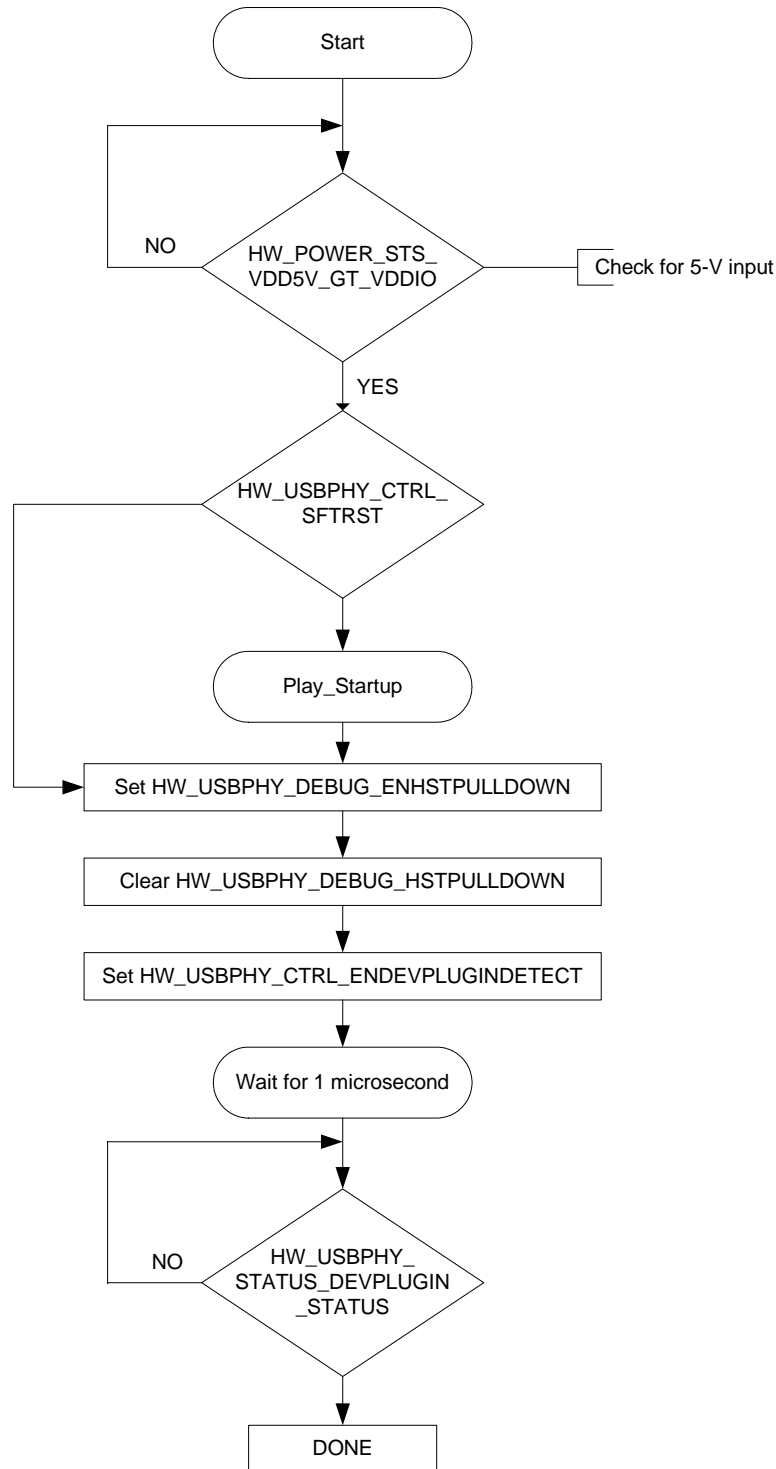 Start
NO
HW_POWER_STS_
VDD5V_GT_VDDIO
Check for 5-V input
YES
HW_USBPHY_CTRL_
SFTRST
Play_Startup
Set HW_USBPHY_DEBUG_ENHSTPULLDOWN
Clear HW_USBPHY_DEBUG_HSTPULLDOWN
Set HW_USBPHY_CTRL_ENDEVPLUGINDETECT
Wait for 1 microsecond
NO
HW_USBPHY_
STATUS_DEVPLUGIN
_STATUS
DONE